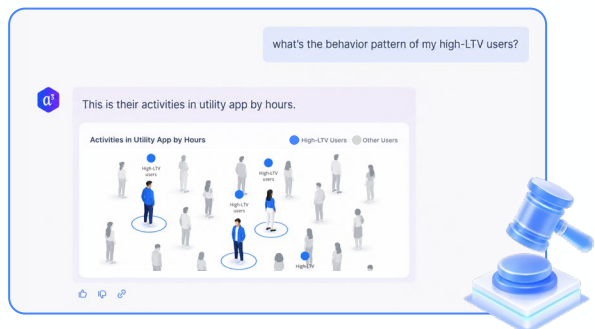 what's the behavior pattern of my high-LTV users?
α³
This is their activities in utility app by hours.
Activities in Utility App by Hours
High-LTV Users Other Users
High-LTV
users
High-LTV
users
High-LTV
users
High-LTV